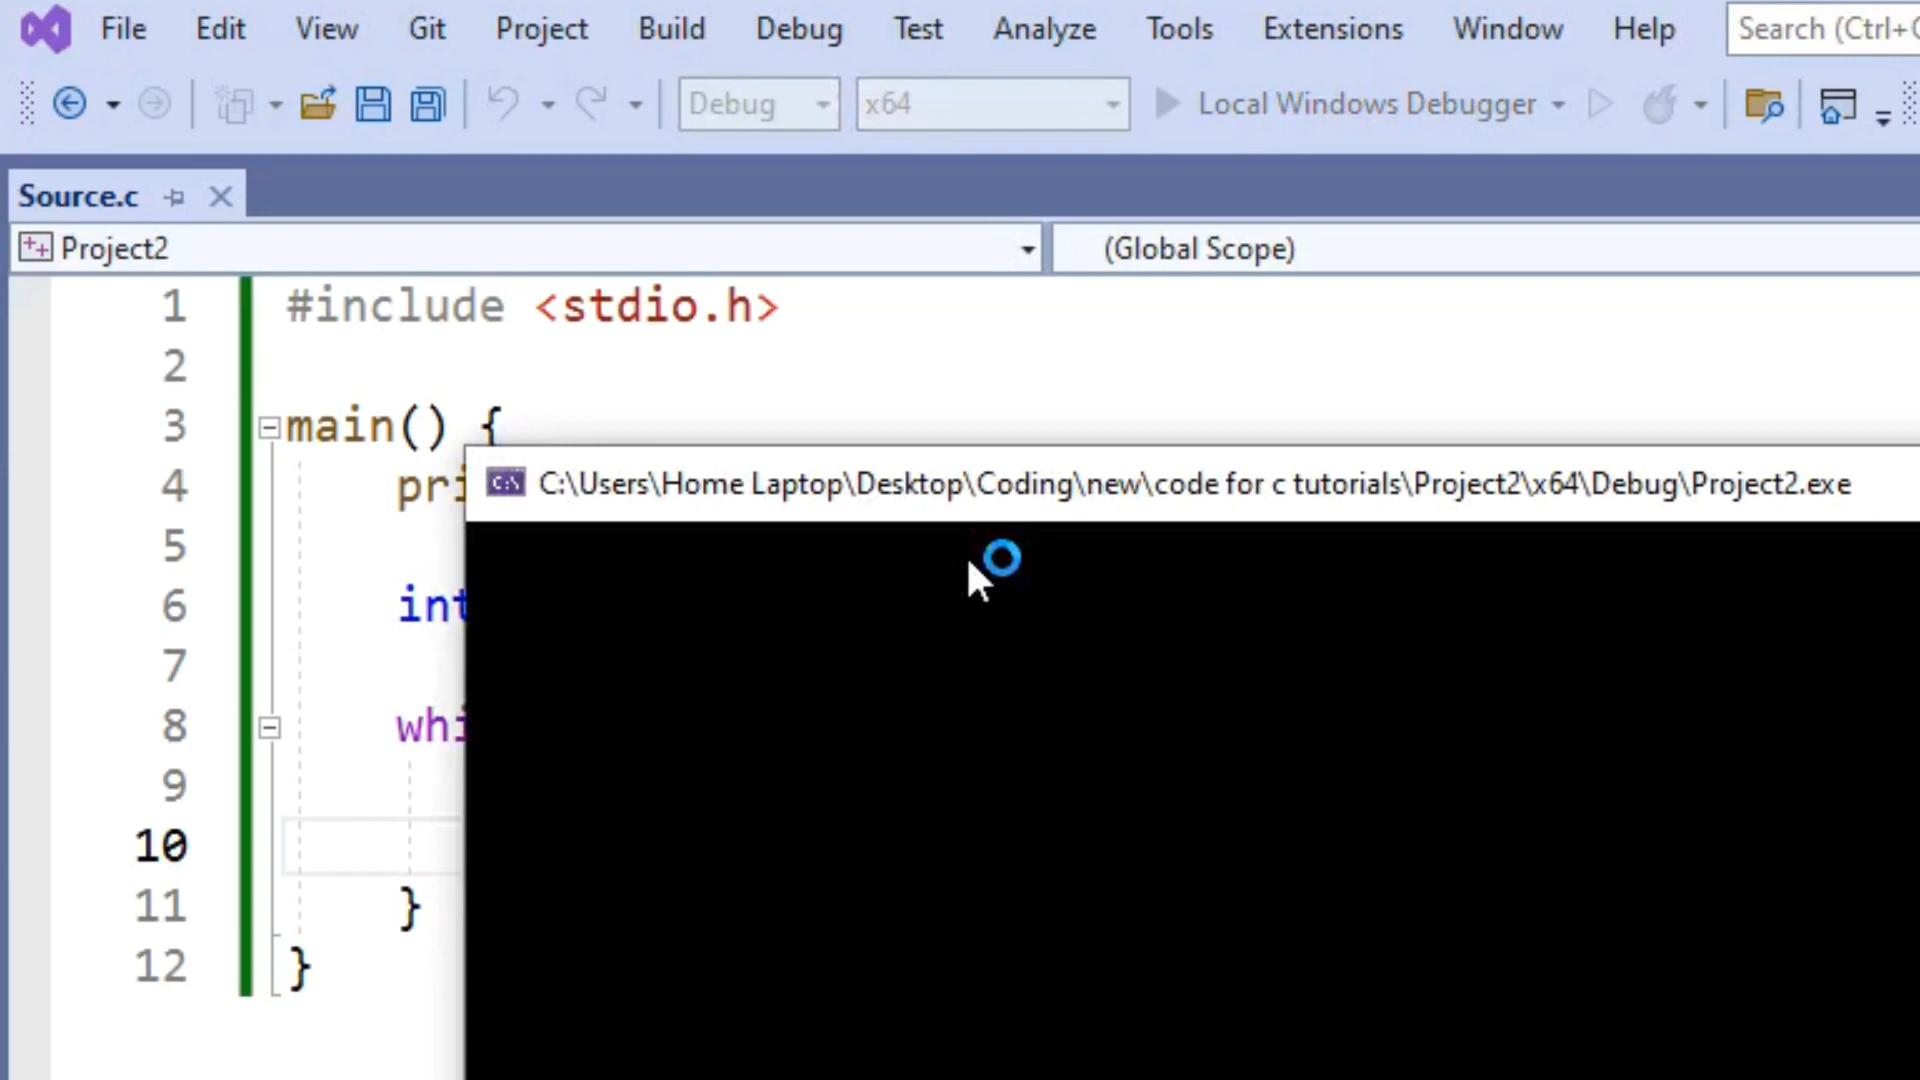 File Edit View Git Project Build Debug Test Analyze Tools Extensions Window Help Search (Ctrl+
Debug x64 Local Windows Debugger
Source.c
Project2 (Global Scope)
1 #include <stdio.h>
2
3 main() {
4 pri
5
6 int
7
8 whi
9
10
11 }
12 }
C:\Users\Home Laptop\Desktop\Coding\new\code for c tutorials\Project2\x64\Debug\Project2.exe